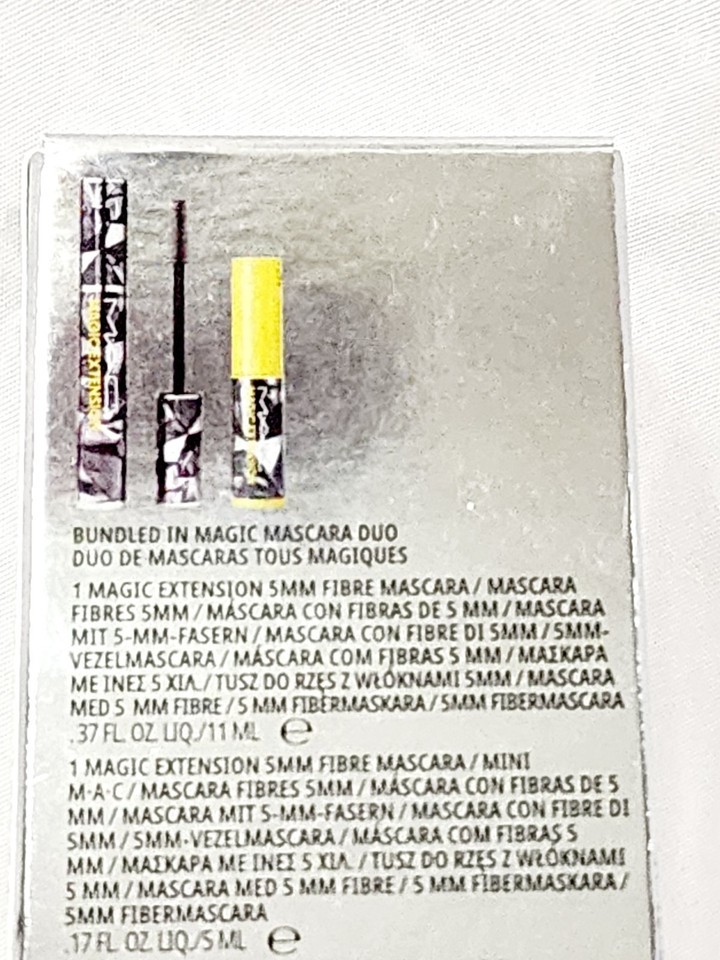 MAC
MAGIC EXTENSION
MAC
BUNDLED IN MAGIC MASCARA DUO
DUO DE MASCARAS TOUS MAGIQUES
1 MAGIC EXTENSION 5MM FIBRE MASCARA / MASCARA
FIBRES 5MM / MÁSCARA CON FIBRAS DE 5 MM / MASCARA
MIT 5-MM-FASERN / MASCARA CON FIBRE DI 5MM / 5MM-
VEZELMASCARA / MÁSCARA COM FIBRAS 5 MM / ΜΑΣΚΑΡΑ
ΜΕ ΙΝΕΣ 5 ΧΙΛ. / TUSZ DO RZĘS Z WŁÓKNAMI 5MM / MASCARA
MED 5 MM FIBRE / 5 MM FIBERMASKARA / 5MM FIBERMASCARA
.37 FL. OZ. LIQ./11 ML ℮
1 MAGIC EXTENSION 5MM FIBRE MASCARA / MINI
M·A·C / MASCARA FIBRES 5MM / MÁSCARA CON FIBRAS DE 5
MM / MASCARA MIT 5-MM-FASERN / MASCARA CON FIBRE DI
5MM / 5MM-VEZELMASCARA / MÁSCARA COM FIBRAS 5
MM / ΜΑΣΚΑΡΑ ΜΕ ΙΝΕΣ 5 ΧΙΛ. / TUSZ DO RZĘS Z WŁÓKNAMI
5 MM / MASCARA MED 5 MM FIBRE / 5 MM FIBERMASKARA /
5MM FIBERMASCARA
.17 FL. OZ. LIQ./5 ML ℮